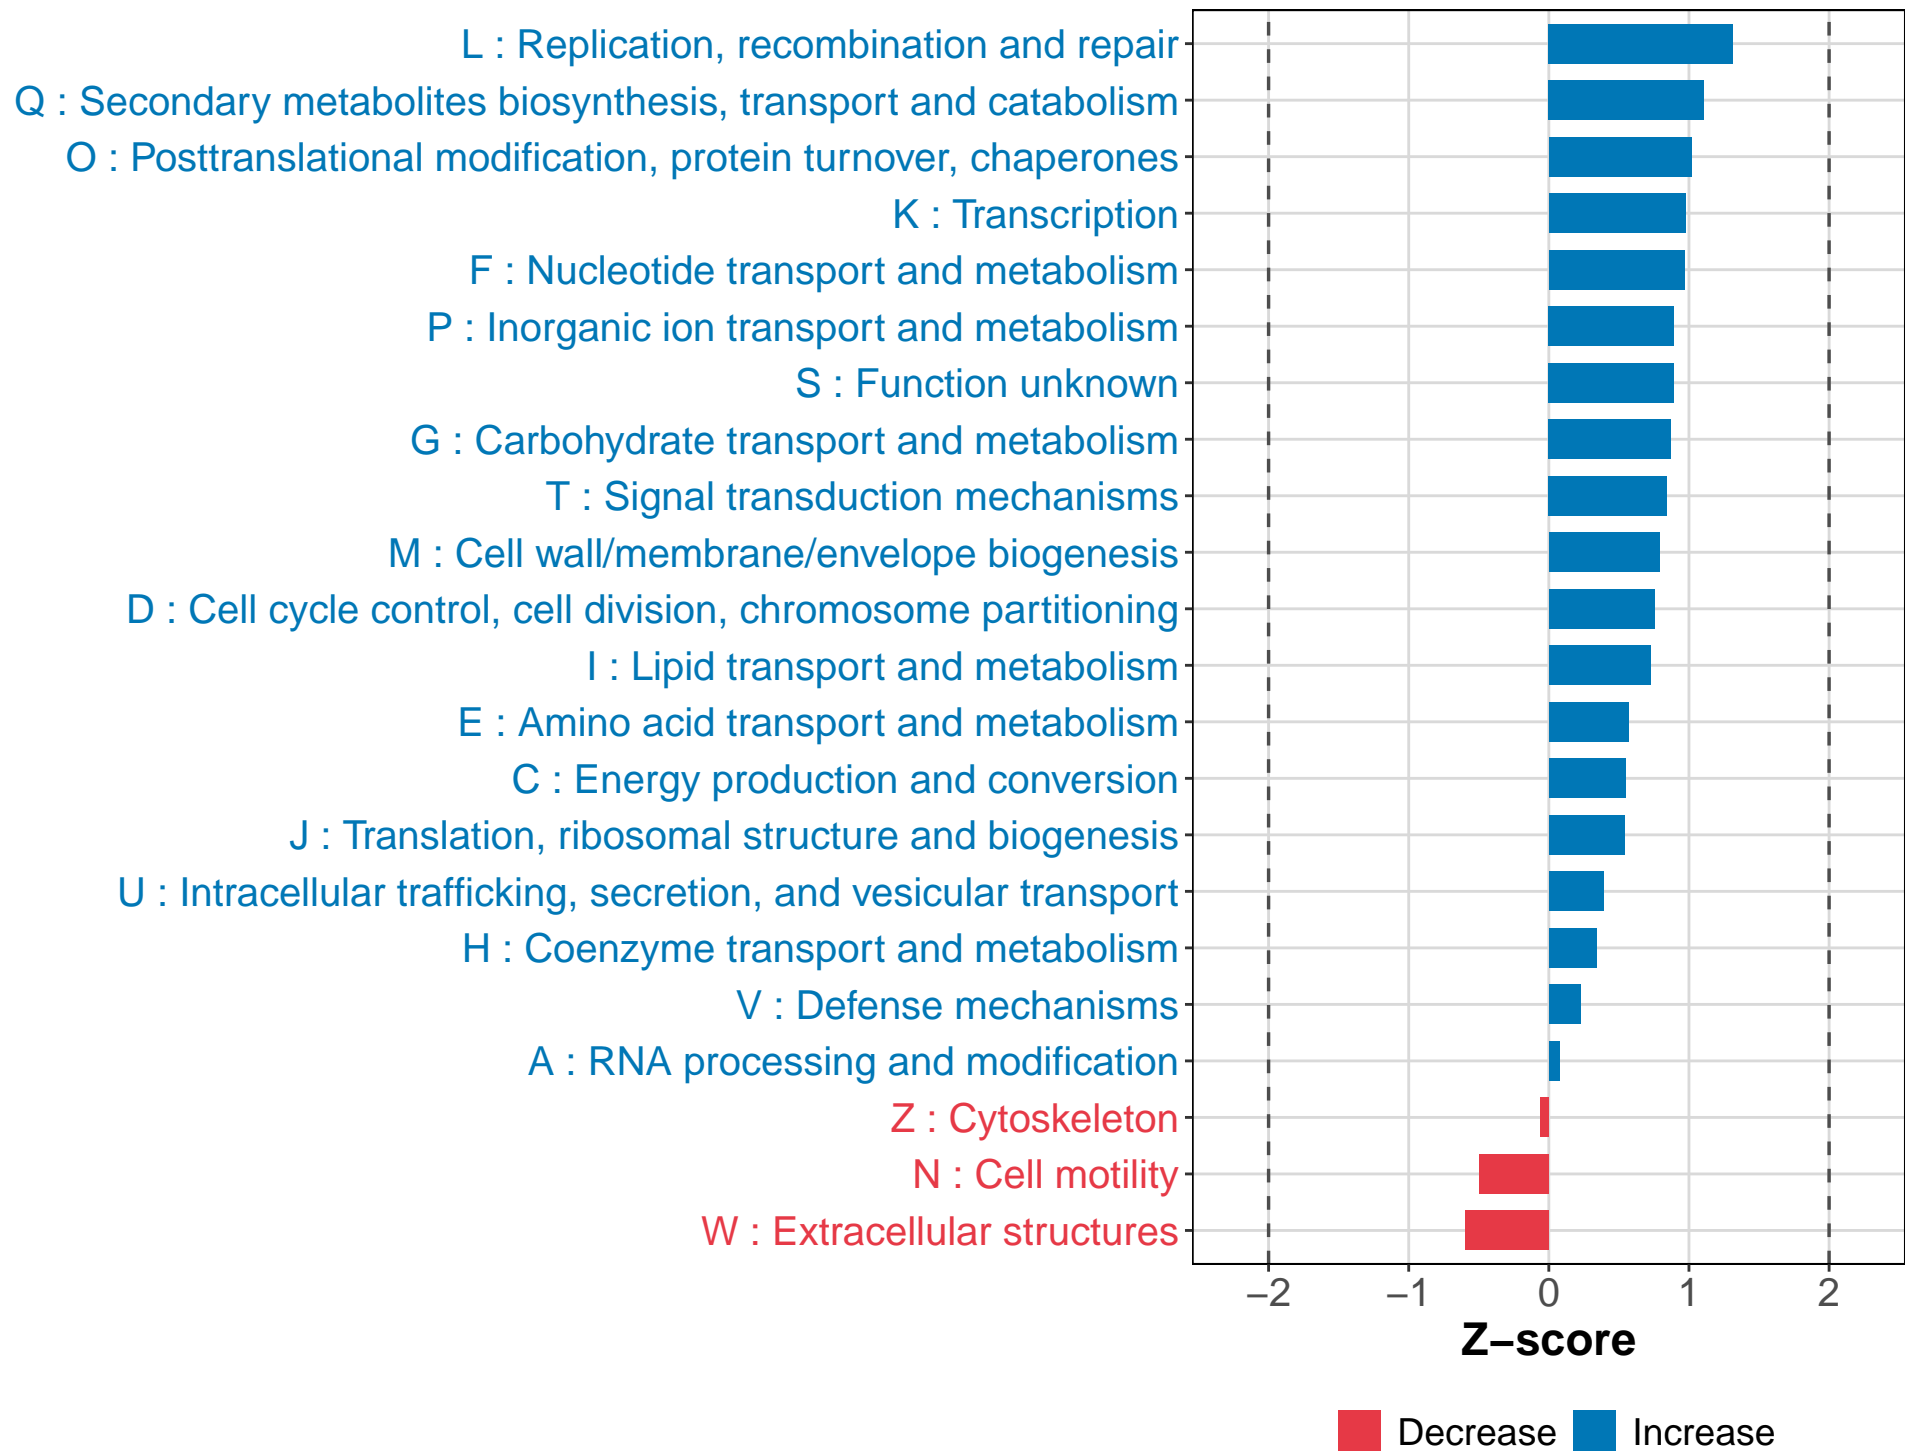 L : Replication, recombination and repair
Q : Secondary metabolites biosynthesis, transport and catabolism
O : Posttranslational modification, protein turnover, chaperones
K : Transcription
F : Nucleotide transport and metabolism
P : Inorganic ion transport and metabolism
S : Function unknown
G : Carbohydrate transport and metabolism
T : Signal transduction mechanisms
M : Cell wall/membrane/envelope biogenesis
D : Cell cycle control, cell division, chromosome partitioning
I : Lipid transport and metabolism
E : Amino acid transport and metabolism
C : Energy production and conversion
J : Translation, ribosomal structure and biogenesis
U : Intracellular trafficking, secretion, and vesicular transport
H : Coenzyme transport and metabolism
V : Defense mechanisms
A : RNA processing and modification
Z : Cytoskeleton
N : Cell motility
W : Extracellular structures
−2 −1 0 1 2
Z−score
Decrease Increase